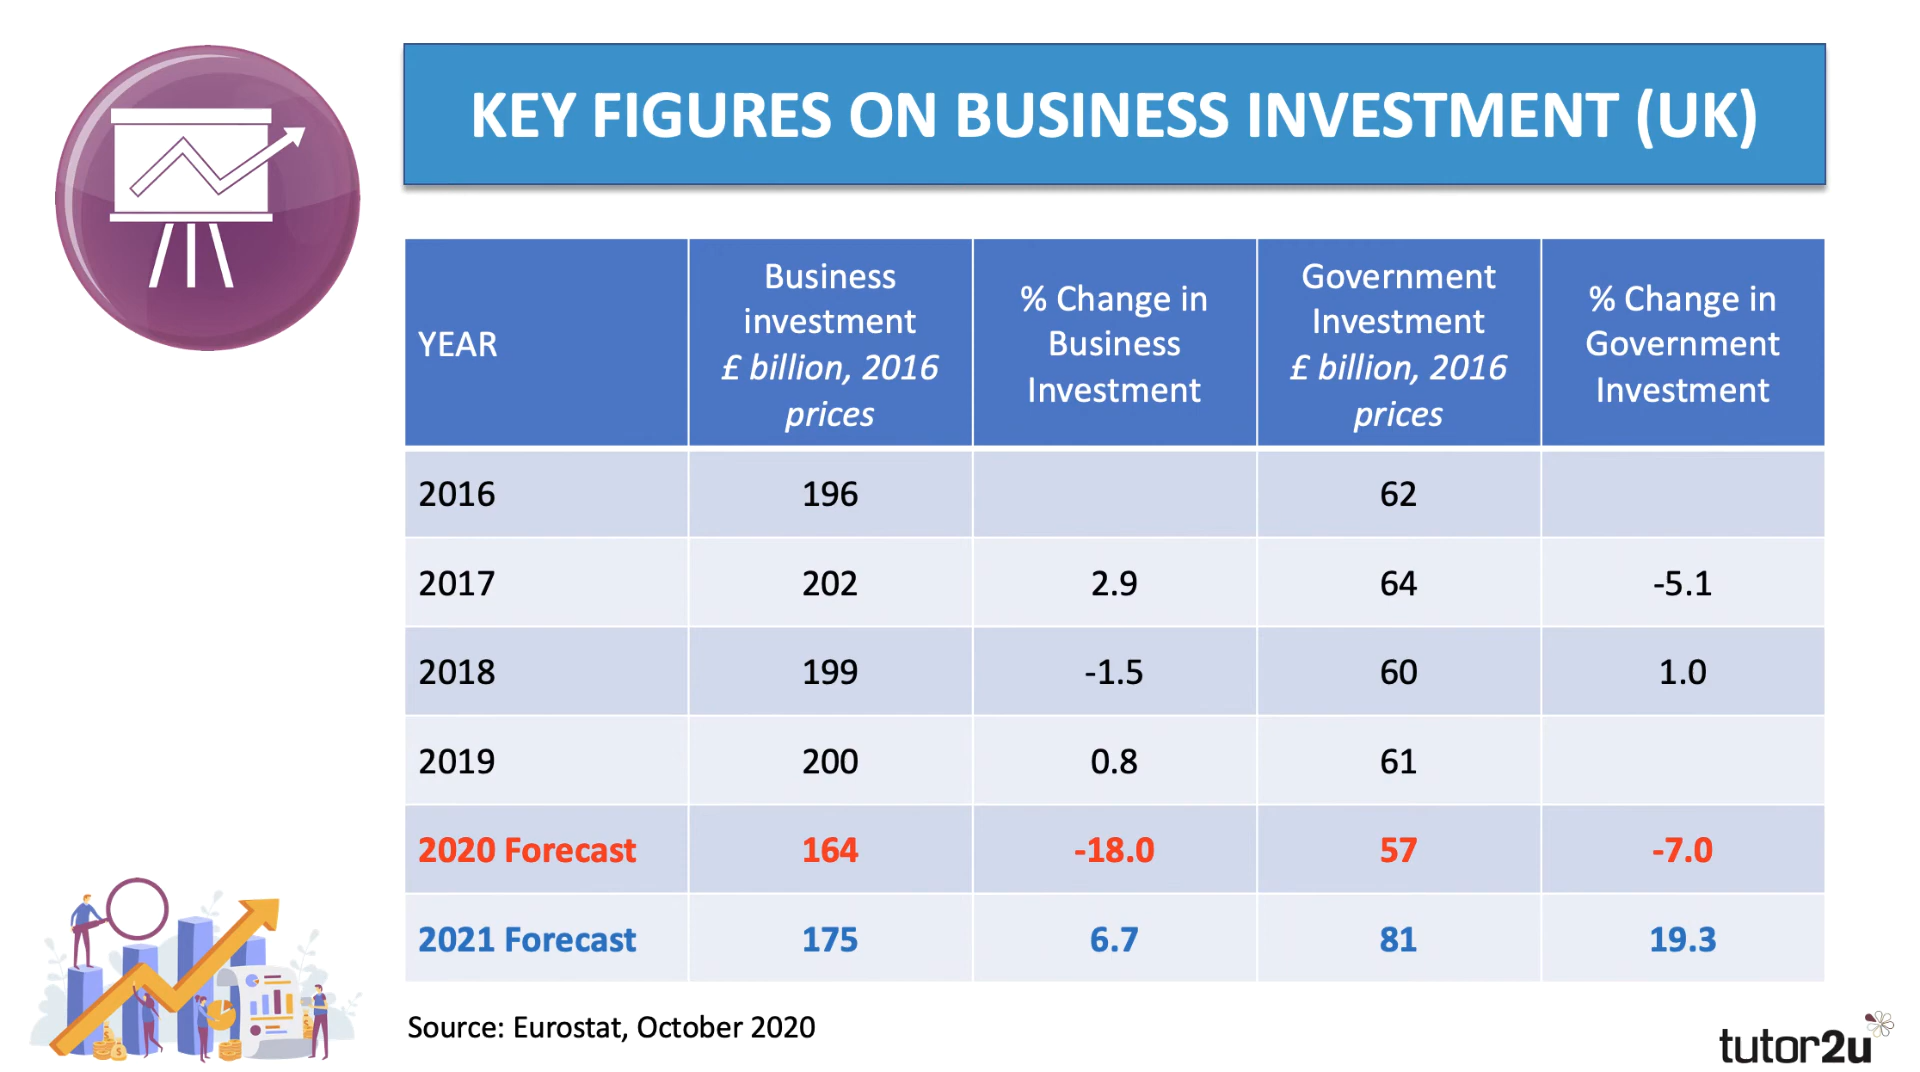 KEY FIGURES ON BUSINESS INVESTMENT (UK)
YEAR
Business
investment
£ billion, 2016
prices
% Change in
Business
Investment
Government
Investment
£ billion, 2016
prices
% Change in
Government
Investment
2016 196 62
2017 202 2.9 64 -5.1
2018 199 -1.5 60 1.0
2019 200 0.8 61
2020 Forecast 164 -18.0 57 -7.0
2021 Forecast 175 6.7 81 19.3
Source: Eurostat, October 2020
tutor2u